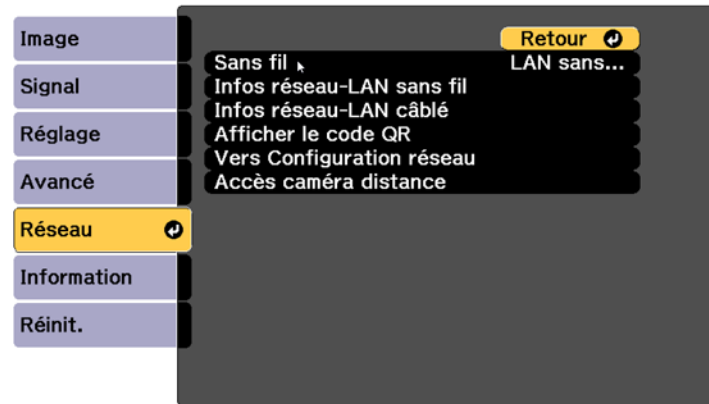 Image
Signal
Réglage
Avancé
Réseau
Information
Réinit.
Retour
Sans fil LAN sans...
Infos réseau-LAN sans fil
Infos réseau-LAN câblé
Afficher le code QR
Vers Configuration réseau
Accès caméra distance